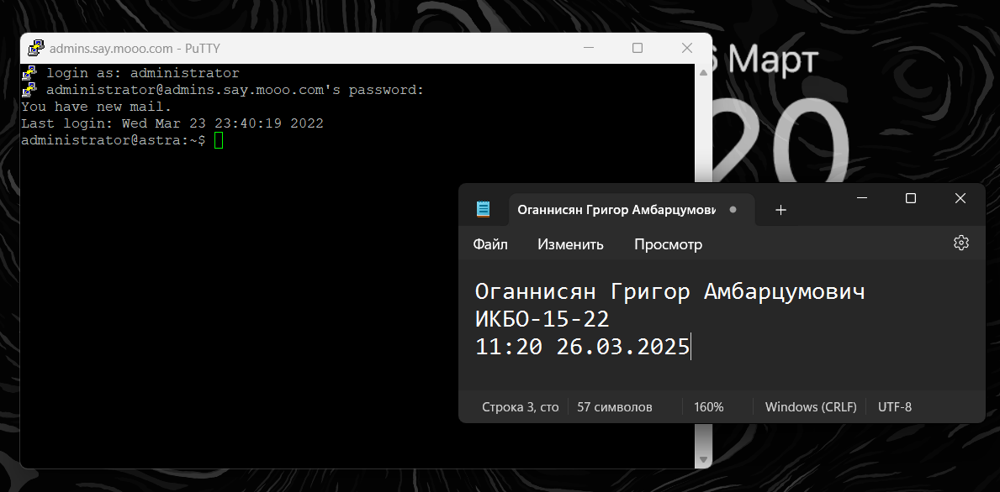 admins.say.mooo.com - PuTTY
login as: administrator
administrator@admins.say.mooo.com's password:
You have new mail.
Last login: Wed Mar 23 23:40:19 2022
administrator@astra:~$
6 Март
20
Оганнисян Григор Амбарцумови
Файл Изменить Просмотр
Оганнисян Григор Амбарцумович
ИКБО-15-22
11:20 26.03.2025
Строка 3, сто 57 символов 160% Windows (CRLF) UTF-8